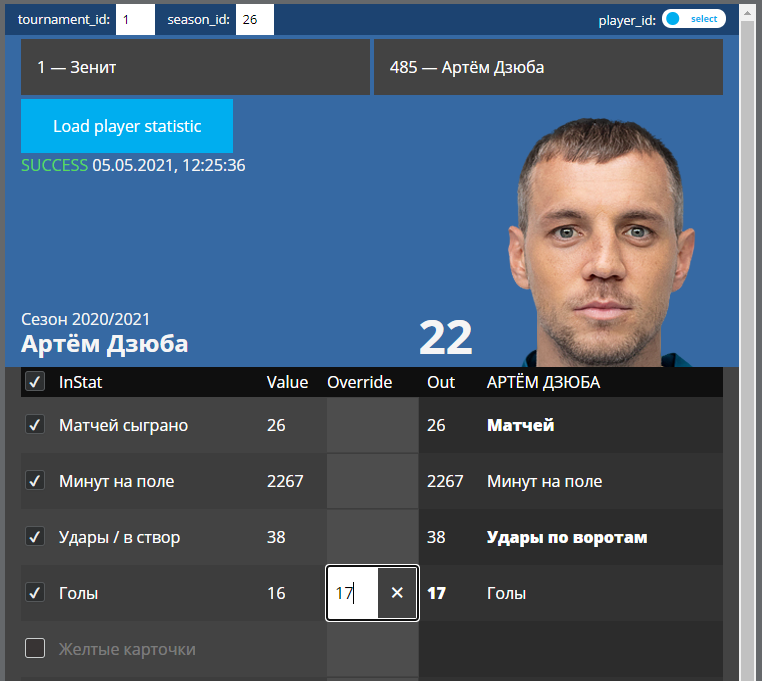 tournament_id: 1 season_id: 26 player_id: select
1 — Зенит 485 — Артём Дзюба
Load player statistic
SUCCESS 05.05.2021, 12:25:36
Сезон 2020/2021
Артём Дзюба 22
InStat Value Override Out АРТЁМ ДЗЮБА
Матчей сыграно 26 26 Матчей
Минут на поле 2267 2267 Минут на поле
Удары / в створ 38 38 Удары по воротам
Голы 16 17 × 17 Голы
Желтые карточки